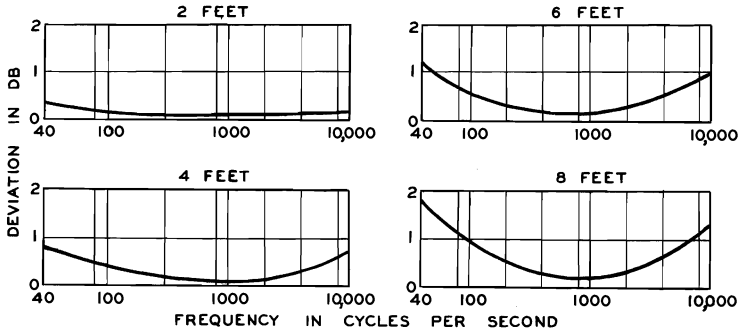 2 FEET
2
1
0
40 100 1000 10,000
6 FEET
2
1
0
40 100 1000 10,000
4 FEET
2
1
0
40 100 1000 10,000
8 FEET
2
1
0
40 100 1000 10,000
DEVIATION IN DB
FREQUENCY IN CYCLES PER SECOND